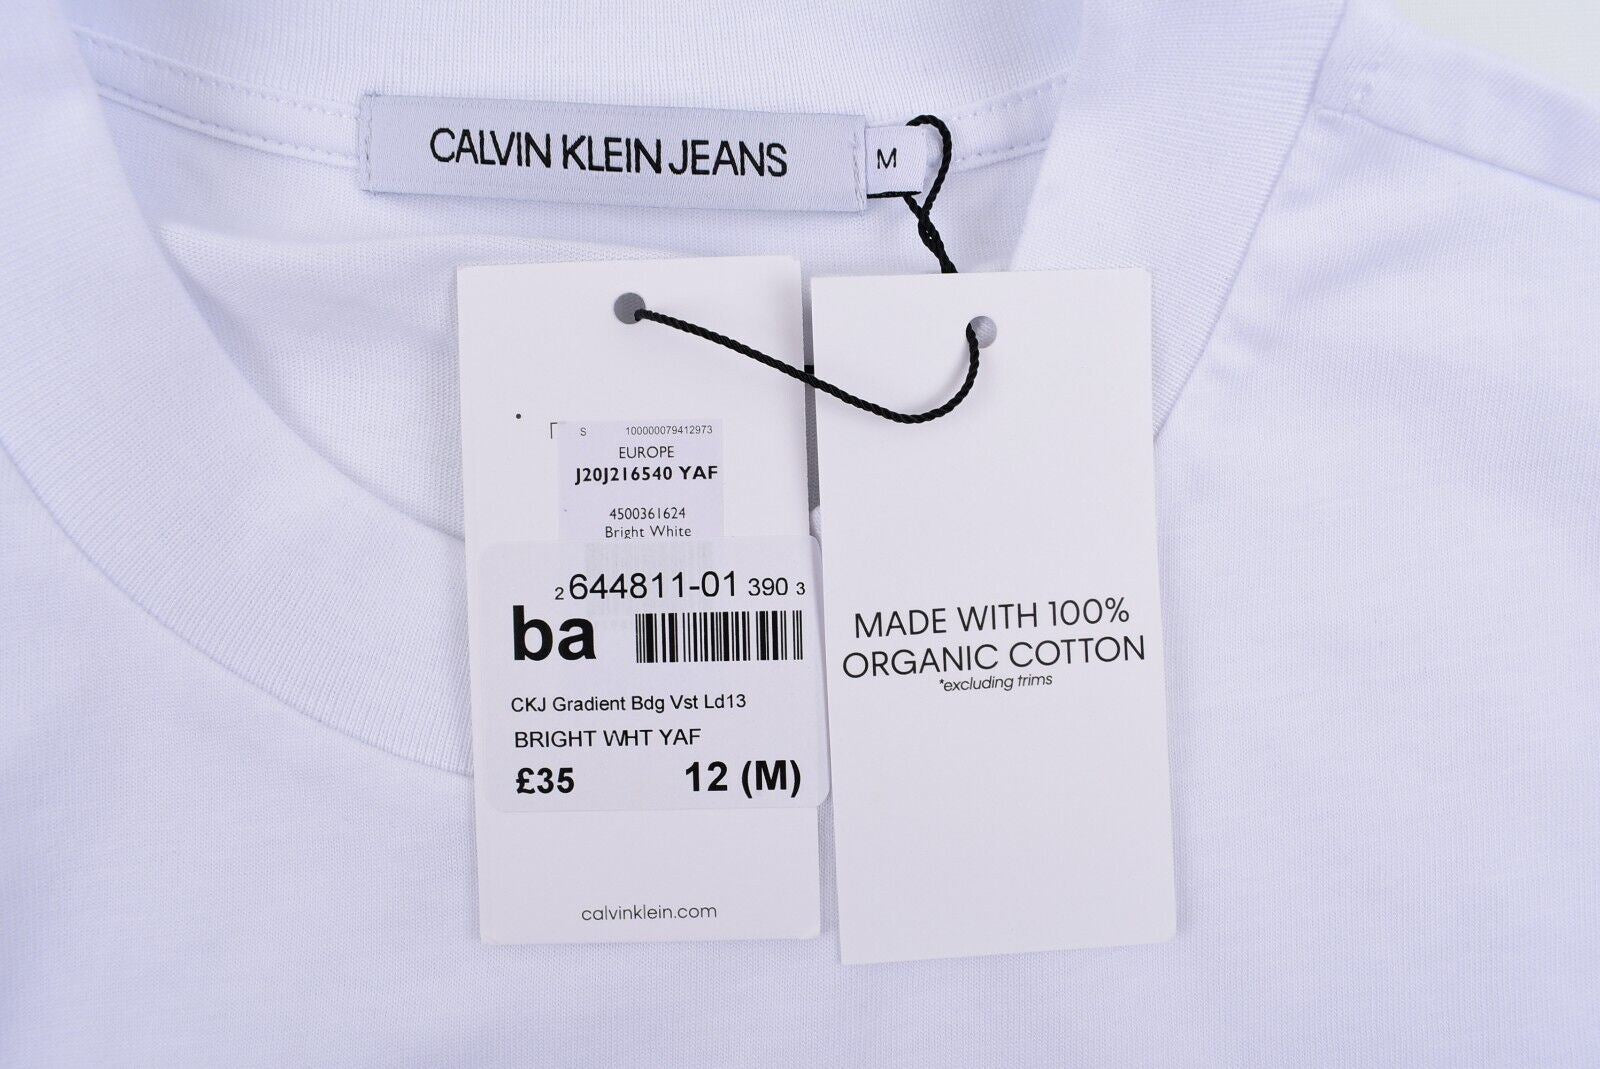 CALVIN KLEIN JEANS
M
S 100000079412973
EUROPE
J20J216540 YAF
4500361624
Bright White
2 644811-01 390 3
ba
CKJ Gradient Bdg Vst Ld13
BRIGHT WHT YAF
£35 12 (M)
calvinklein.com
MADE WITH 100%
ORGANIC COTTON
*excluding trims